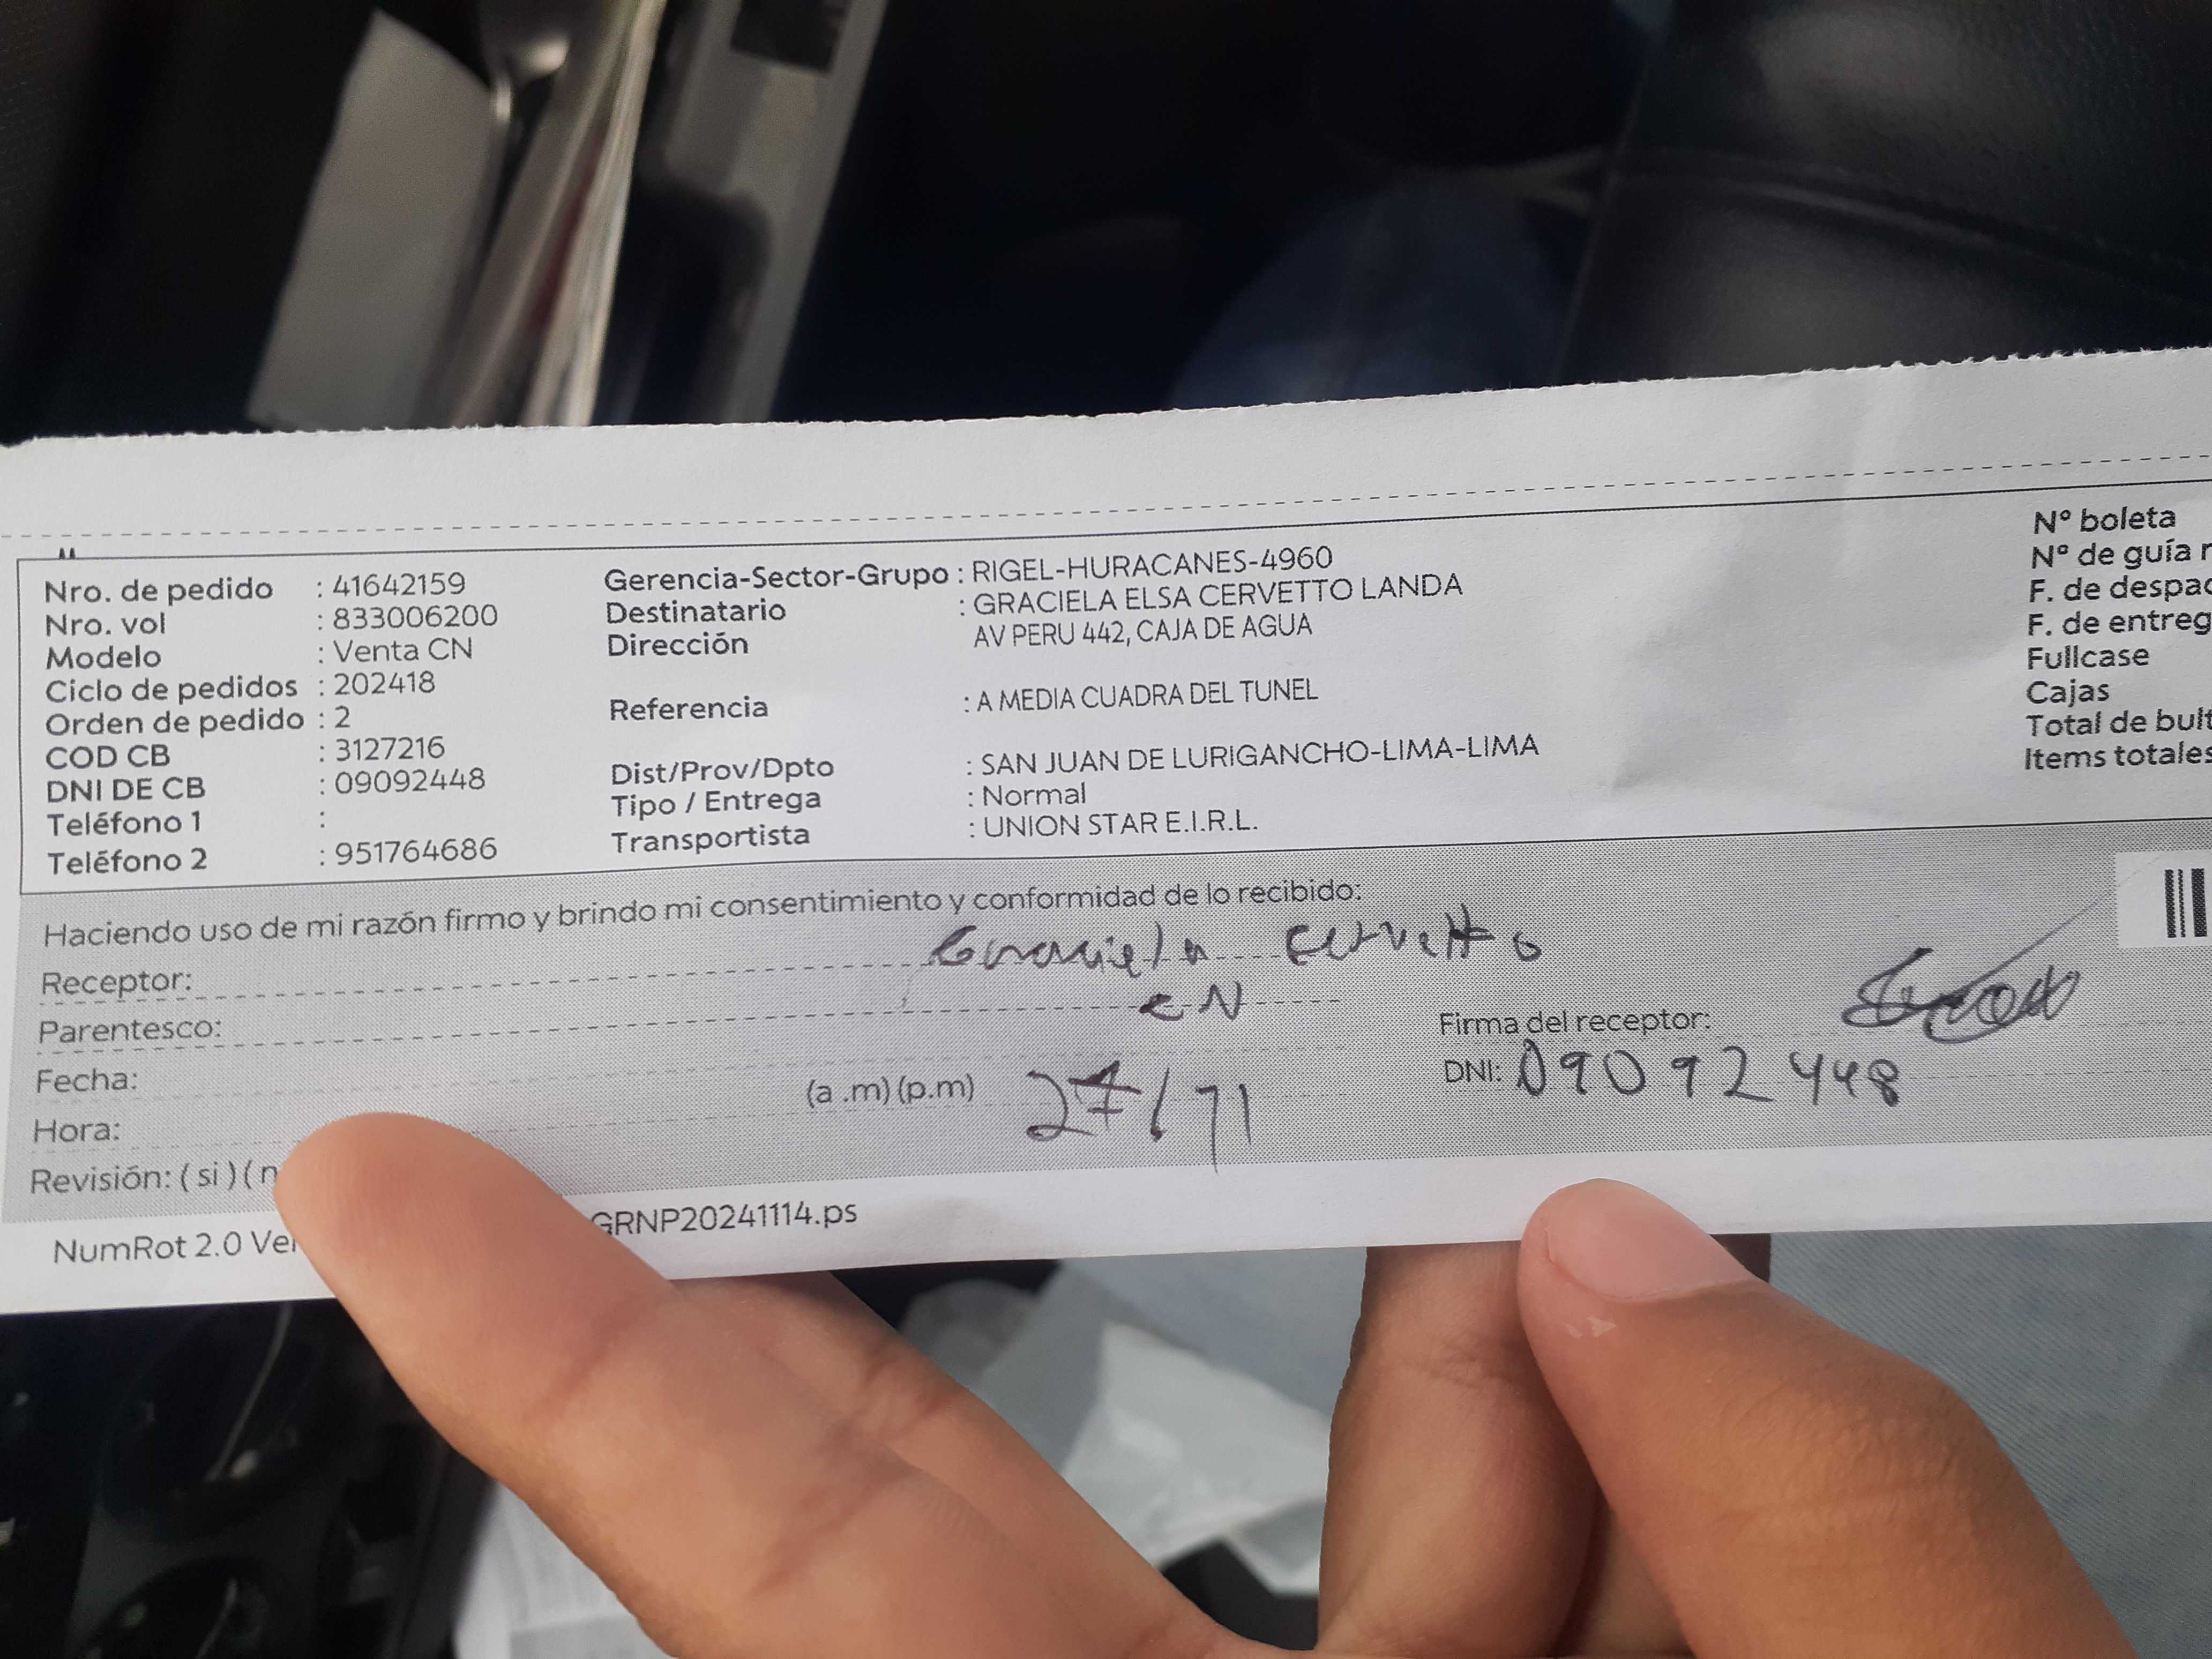 Nro. de pedido : 41642159
Nro. vol : 833006200
Modelo : Venta CN
Ciclo de pedidos : 202418
Orden de pedido : 2
COD CB : 3127216
DNI DE CB : 09092448
Teléfono 1 :
Teléfono 2 : 951764686
Gerencia-Sector-Grupo : RIGEL-HURACANES-4960
Destinatario : GRACIELA ELSA CERVETTO LANDA
Dirección AV PERU 442, CAJA DE AGUA
Referencia : A MEDIA CUADRA DEL TUNEL
Dist/Prov/Dpto : SAN JUAN DE LURIGANCHO-LIMA-LIMA
Tipo / Entrega : Normal
Transportista : UNION STAR E.I.R.L.
Nº boleta
Nº de guía r
F. de despac
F. de entreg
Fullcase
Cajas
Total de bult
Items totales
Haciendo uso de mi razón firmo y brindo mi consentimiento y conformidad de lo recibido:
Receptor: Graciela Cervetto
Parentesco: CN
Firma del receptor:
Fecha:
(a .m) (p.m) 27/11
DNI: 09092448
Hora:
Revisión: ( si ) ( n
NumRot 2.0 Ver
GRNP20241114.ps